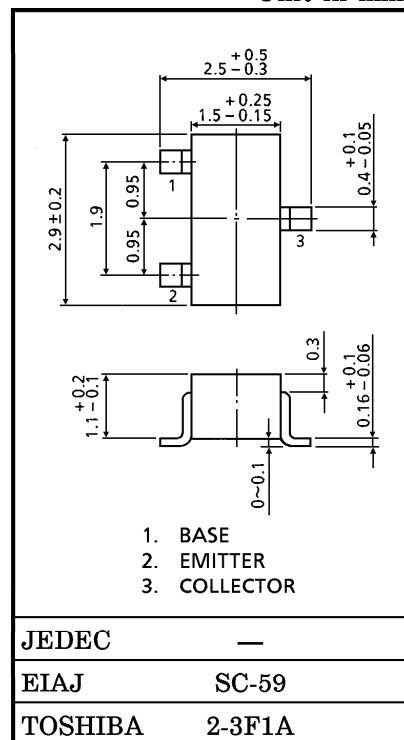 +0.5
2.5 −0.3
+0.25
1.5 −0.15
2.9 ± 0.2
1.9
0.95
0.95
1
2
3
+0.1
0.4 −0.05
+0.2
1.1 −0.1
0.3
+0.1
0.16 −0.06
0~0.1
1. BASE
2. EMITTER
3. COLLECTOR
JEDEC —
EIAJ SC-59
TOSHIBA 2-3F1A